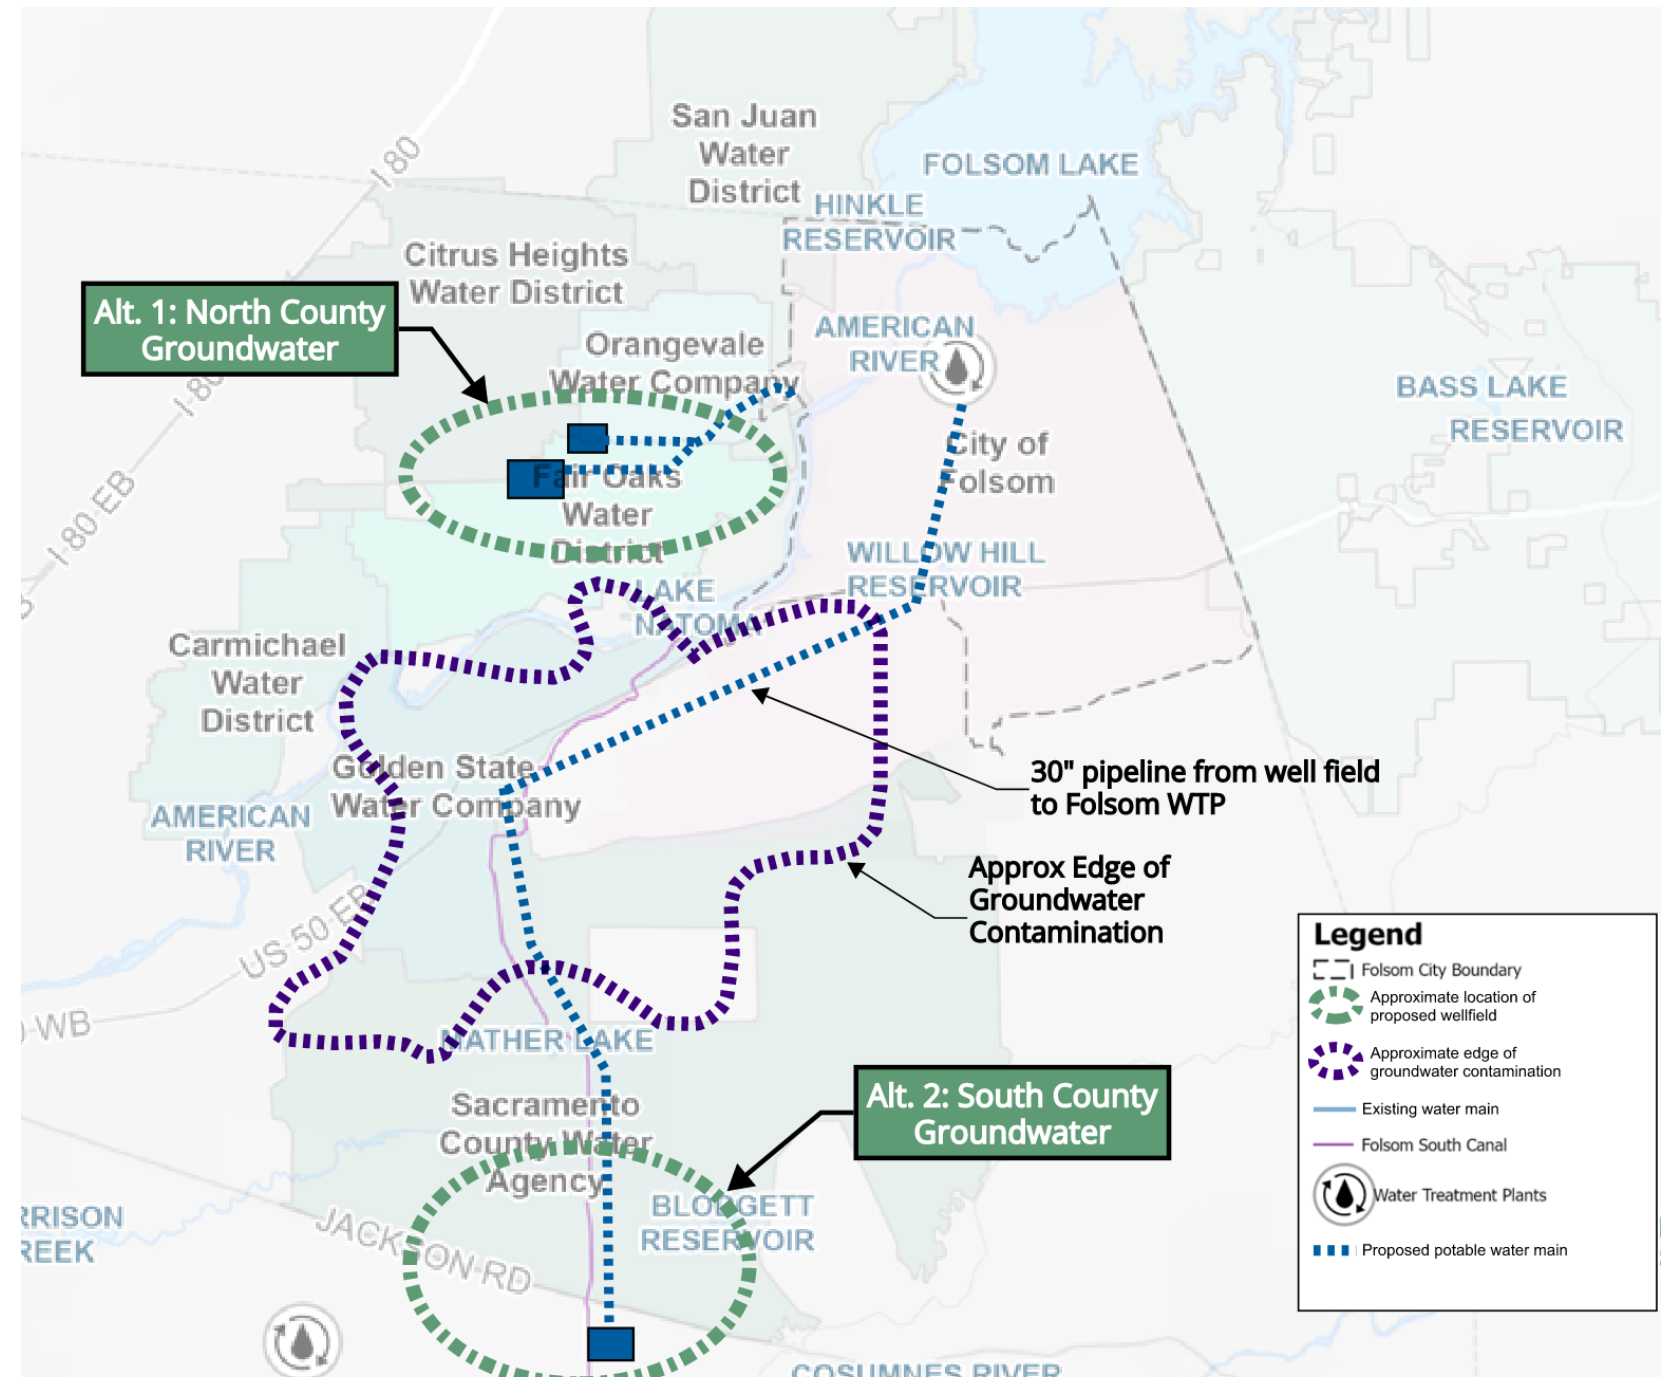 San Juan
Water
District
I 80
FOLSOM LAKE
HINKLE
RESERVOIR
Citrus Heights
Water District
Alt. 1: North County
Groundwater
AMERICAN
RIVER
Orangevale
Water Company
I-80
BASS LAKE
RESERVOIR
City of
Folsom
Fair Oaks
Water
District
I-80 EB
WILLOW HILL
RESERVOIR
LAKE
NATOMA
Carmichael
Water
District
Golden State
Water Company
30" pipeline from well field
to Folsom WTP
AMERICAN
RIVER
Approx Edge of
Groundwater
Contamination
US-50 EB
WB
MATHER LAKE
Sacramento
County Water
Agency
Alt. 2: South County
Groundwater
BLODGETT
RESERVOIR
RRISON
REEK
JACKSON RD
COSUMNES RIVER
Legend
Folsom City Boundary
Approximate location of
proposed wellfield
Approximate edge of
groundwater contamination
Existing water main
Folsom South Canal
Water Treatment Plants
Proposed potable water main